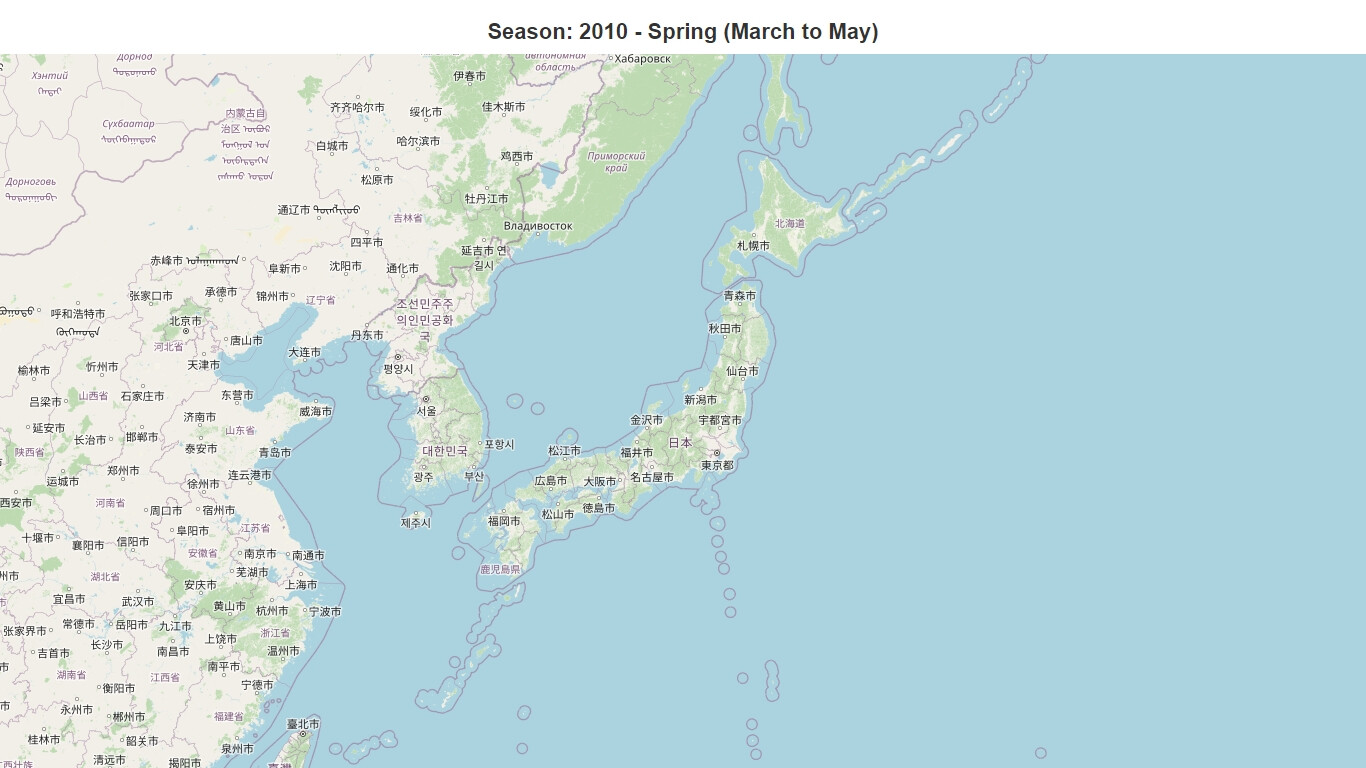 Season: 2010 - Spring (March to May)
Дорнод
Хэнтий
Сүхбаатар
Дорноговь
автономная
область
Хабаровск
伊春市
齐齐哈尔市
绥化市
佳木斯市
内蒙古自
治区
白城市
哈尔滨市
鸡西市
Приморский
край
松原市
牡丹江市
通辽市
吉林省
Владивосток
北海道
札幌市
四平市
延吉市 연
길시
赤峰市
阜新市
沈阳市
通化市
张家口市
承德市
锦州市
辽宁省
조선민주주
의인민공화
국
青森市
呼和浩特市
北京市
秋田市
河北省
唐山市
丹东市
大连市
天津市
평양시
榆林市
忻州市
仙台市
山西省
石家庄市
东营市
吕梁市
威海市
서울
新潟市
济南市
金沢市
宇都宮市
延安市
长治市
邯郸市
山东省
포항시
日本
陕西省
泰安市
青岛市
대한민국
松江市
福井市
東京都
郑州市
连云港市
광주
부산
広島市
大阪市
名古屋市
运城市
徐州市
西安市
河南省
周口市
宿州市
徳島市
제주시
福岡市
松山市
十堰市
襄阳市
信阳市
阜阳市
江苏省
安徽省
南京市
南通市
鹿児島県
州市
湖北省
芜湖市
安庆市
上海市
宜昌市
武汉市
黄山市
杭州市
宁波市
张家界市
常德市
岳阳市
九江市
浙江省
长沙市
上饶市
吉首市
南昌市
温州市
南平市
湖南省
江西省
衡阳市
宁德市
永州市
郴州市
福建省
臺北市
桂林市
韶关市
泉州市
清远市
揭阳市